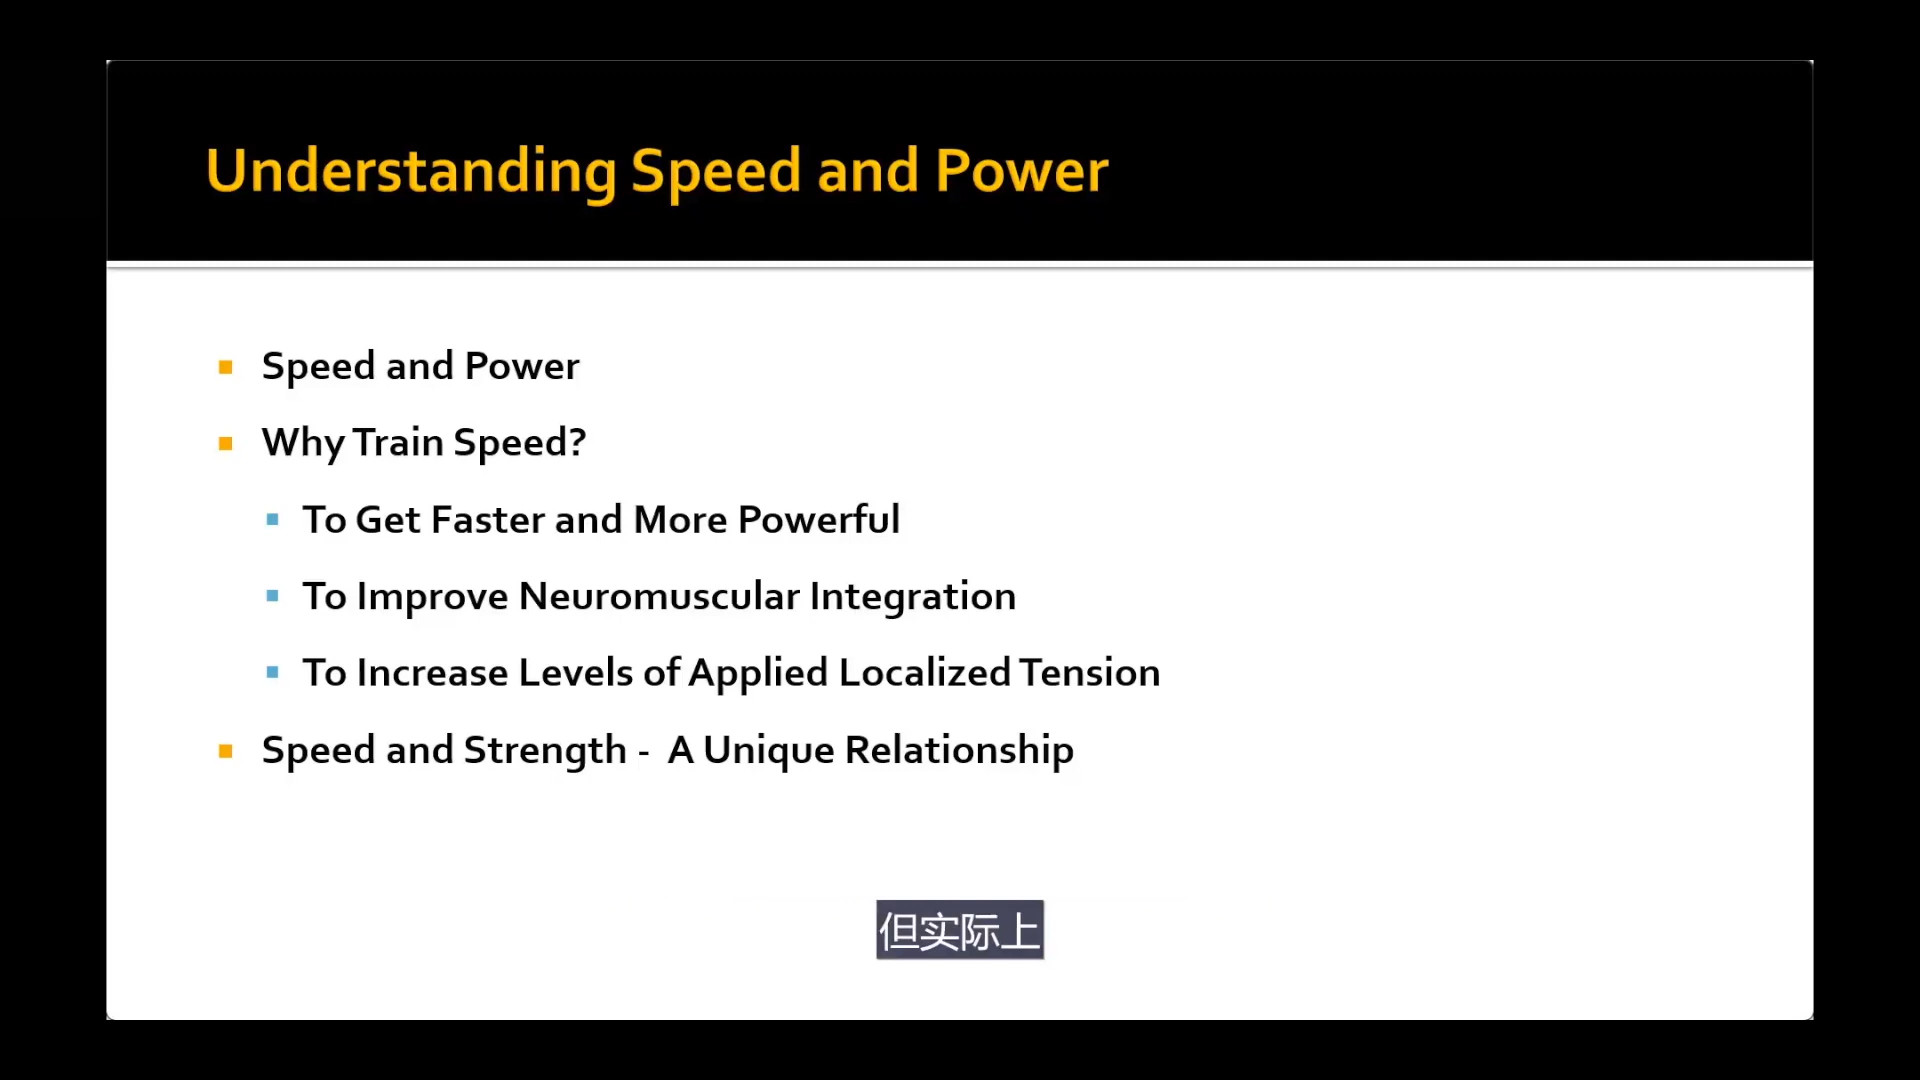 Understanding Speed and Power
Speed and Power
Why Train Speed?
To Get Faster and More Powerful
To Improve Neuromuscular Integration
To Increase Levels of Applied Localized Tension
Speed and Strength - A Unique Relationship
但实际上